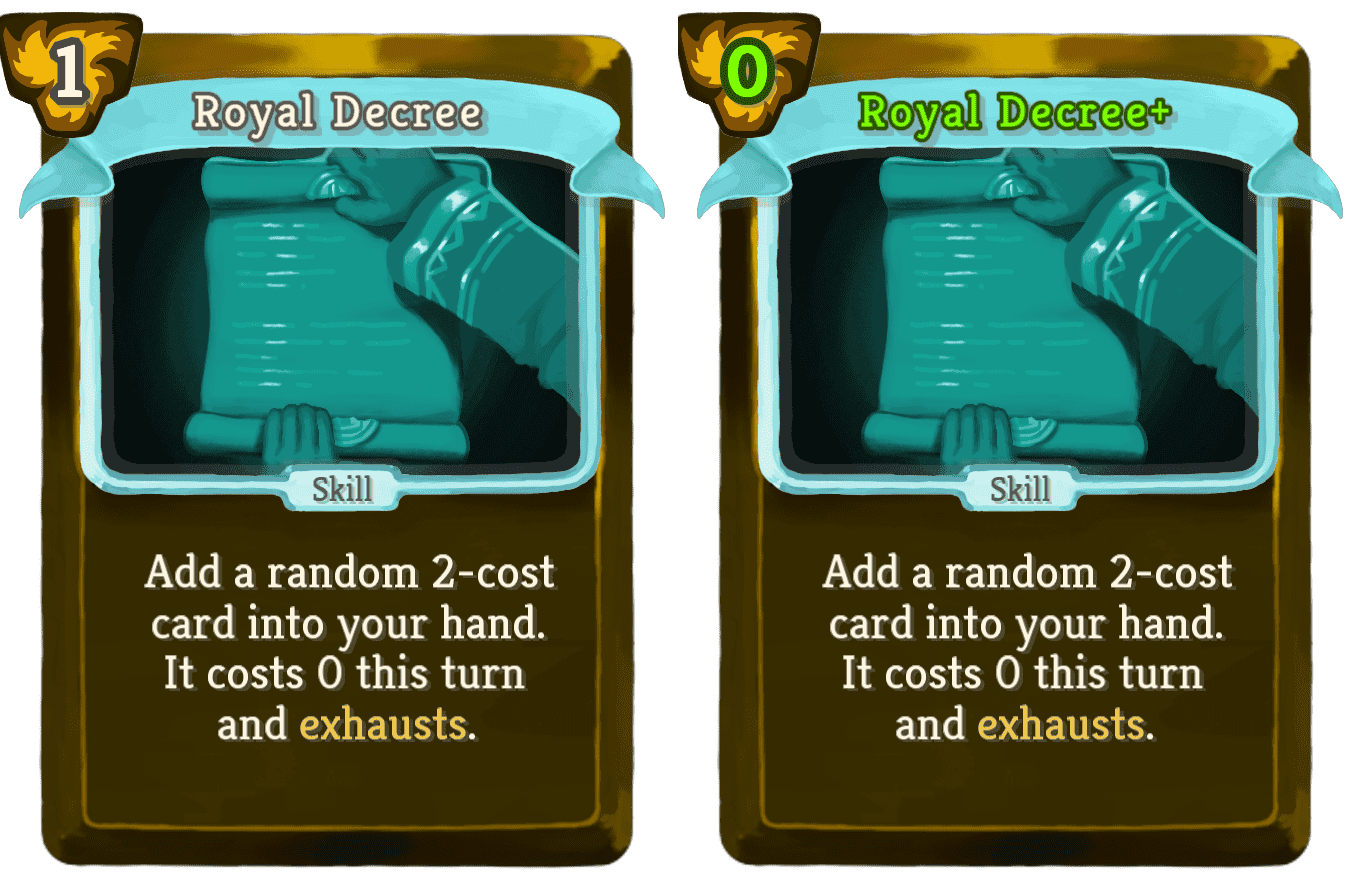 1
Royal Decree
Skill
Add a random 2-cost
card into your hand.
It costs 0 this turn
and exhausts.
0
Royal Decree+
Skill
Add a random 2-cost
card into your hand.
It costs 0 this turn
and exhausts.